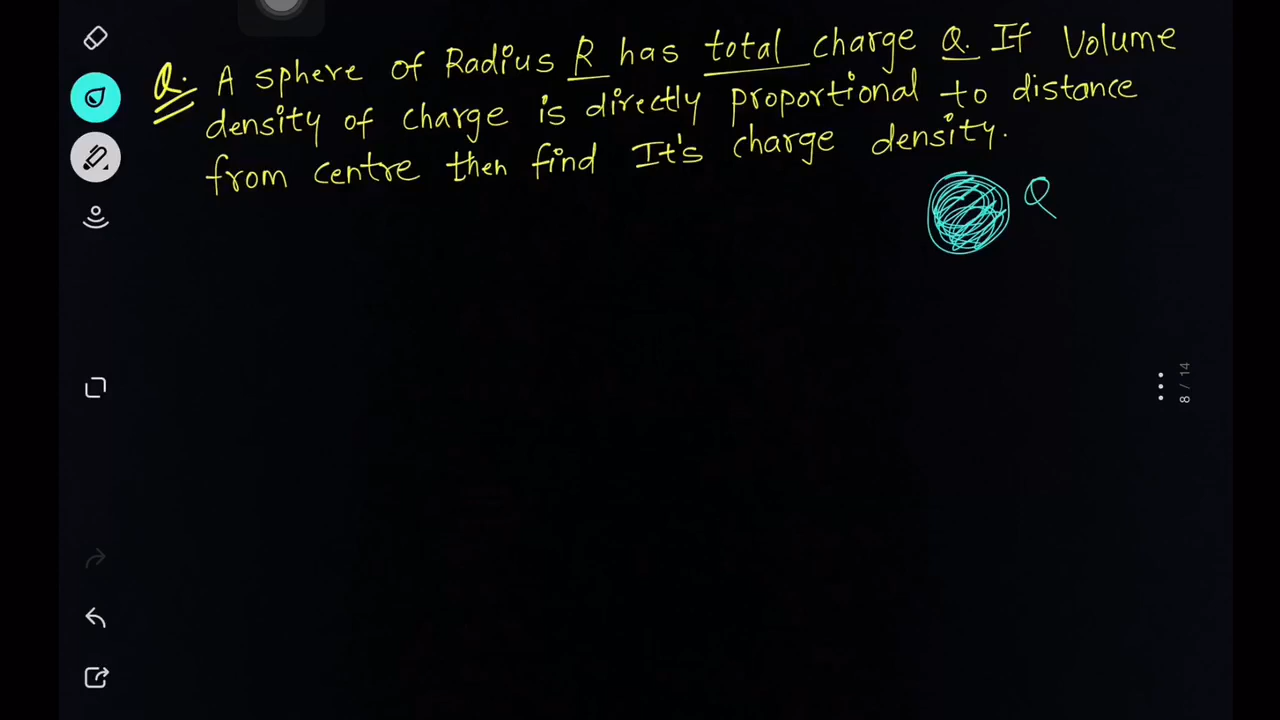 Q. A sphere of Radius R has total charge Q. If Volume
density of charge is directly proportional to distance
from centre then find It's charge density.
Q
8 / 14